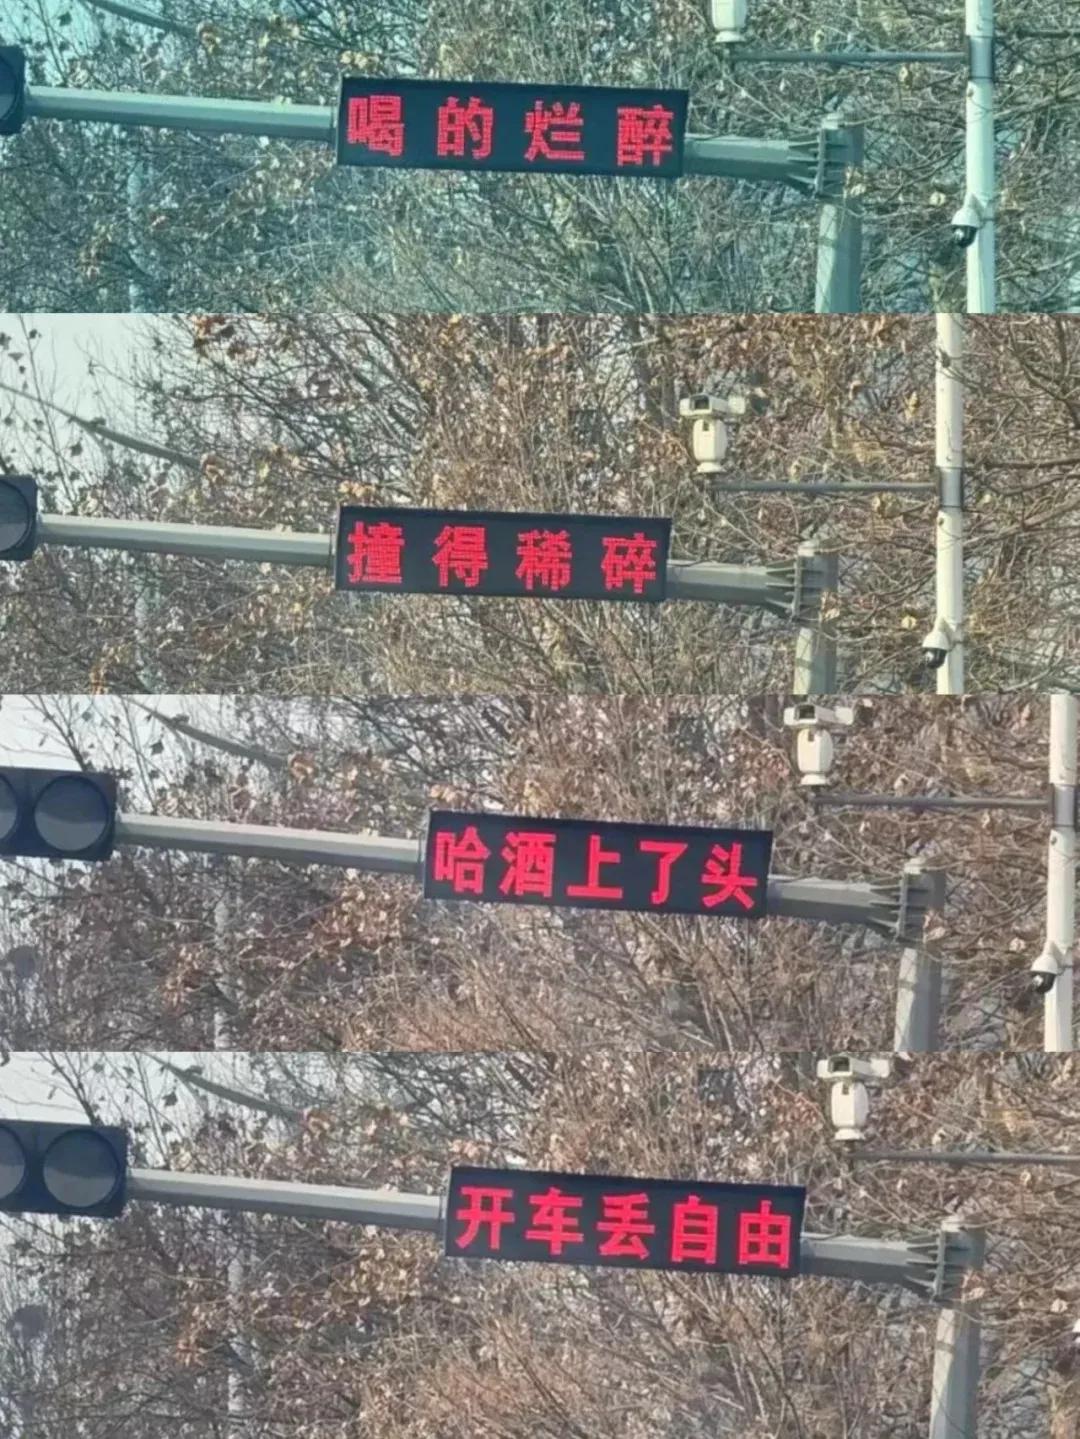 喝的烂醉
撞得稀碎
哈酒上了头
开车丢自由